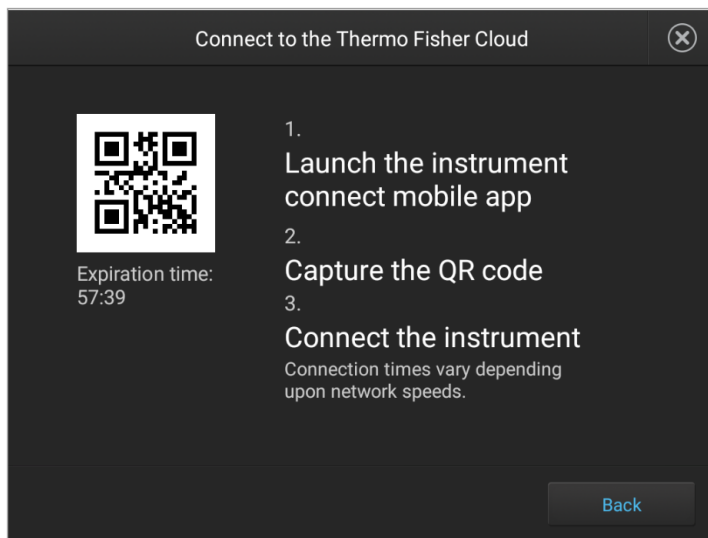 Connect to the Thermo Fisher Cloud
Expiration time:
57:39
1.
Launch the instrument
connect mobile app
2.
Capture the QR code
3.
Connect the instrument
Connection times vary depending
upon network speeds.
Back